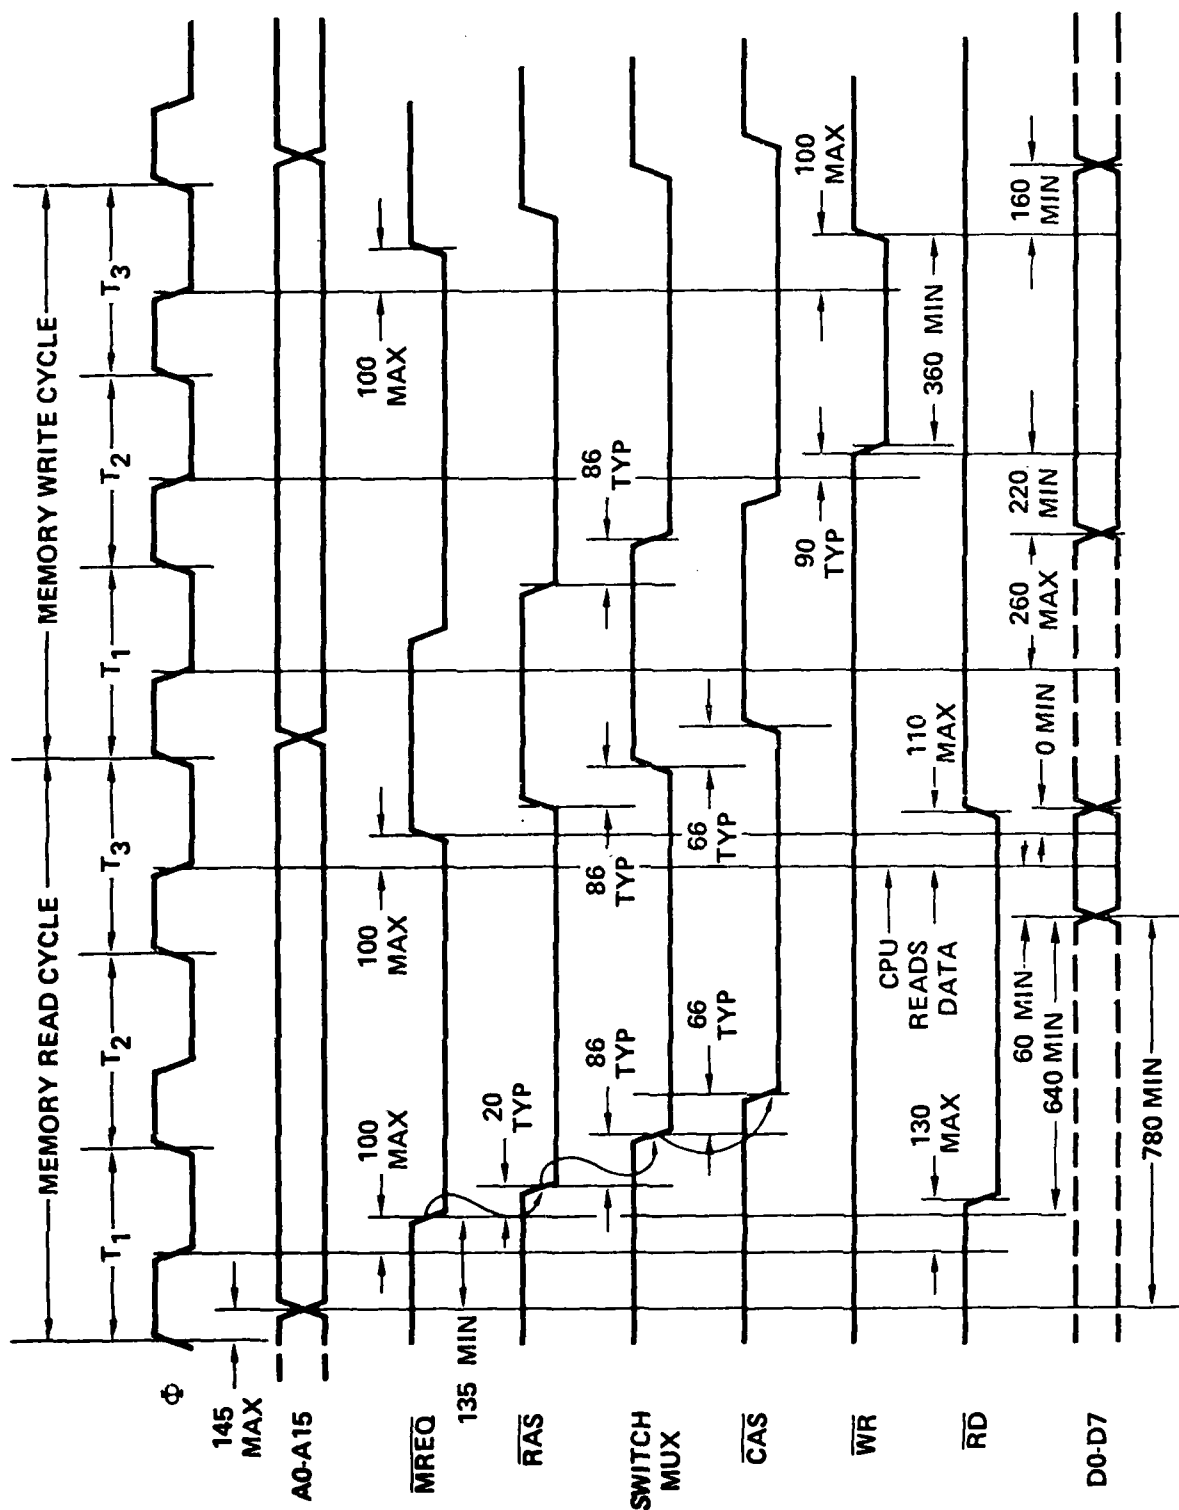 MEMORY READ CYCLE
MEMORY WRITE CYCLE
T1
T2
T3
T1
T2
T3
Φ
145
MAX
A0-A15
MREQ
100
MAX
100
MAX
100
MAX
135 MIN
RAS
20
TYP
86
TYP
86
TYP
86
TYP
SWITCH
MUX
66
TYP
66
TYP
CAS
WR
90
TYP
100
MAX
CPU
READS
DATA
360 MIN
RD
130
MAX
110
MAX
60 MIN
640 MIN
0 MIN
260
MAX
220
MIN
160
MIN
D0-D7
780 MIN